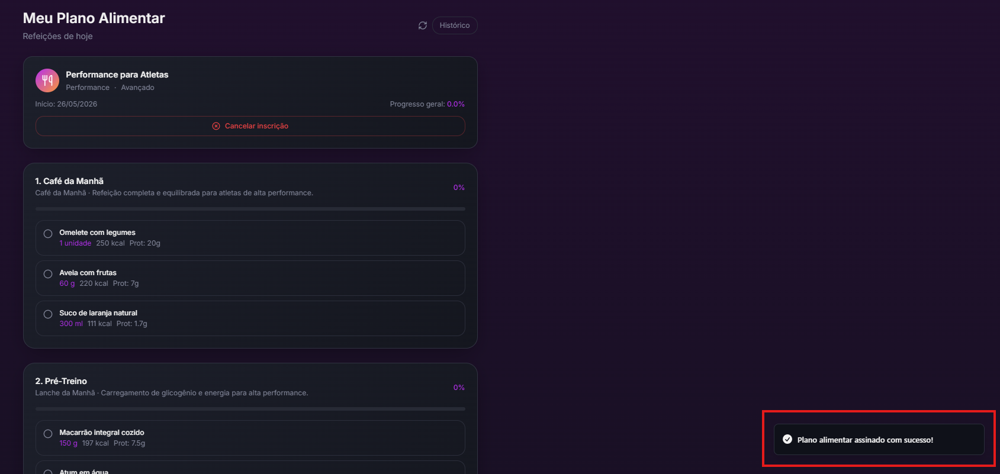 Meu Plano Alimentar
Refeições de hoje
Histórico
Performance para Atletas
Performance · Avançado
Início: 26/05/2026
Progresso geral: 0.0%
Cancelar inscrição
1. Café da Manhã
Café da Manhã · Refeição completa e equilibrada para atletas de alta performance.
0%
Omelete com legumes
1 unidade 250 kcal Prot: 20g
Aveia com frutas
60 g 220 kcal Prot: 7g
Suco de laranja natural
300 ml 111 kcal Prot: 1.7g
2. Pré-Treino
Lanche da Manhã · Carregamento de glicogênio e energia para alta performance.
0%
Macarrão integral cozido
150 g 197 kcal Prot: 7.5g
Atum em água
Plano alimentar assinado com sucesso!